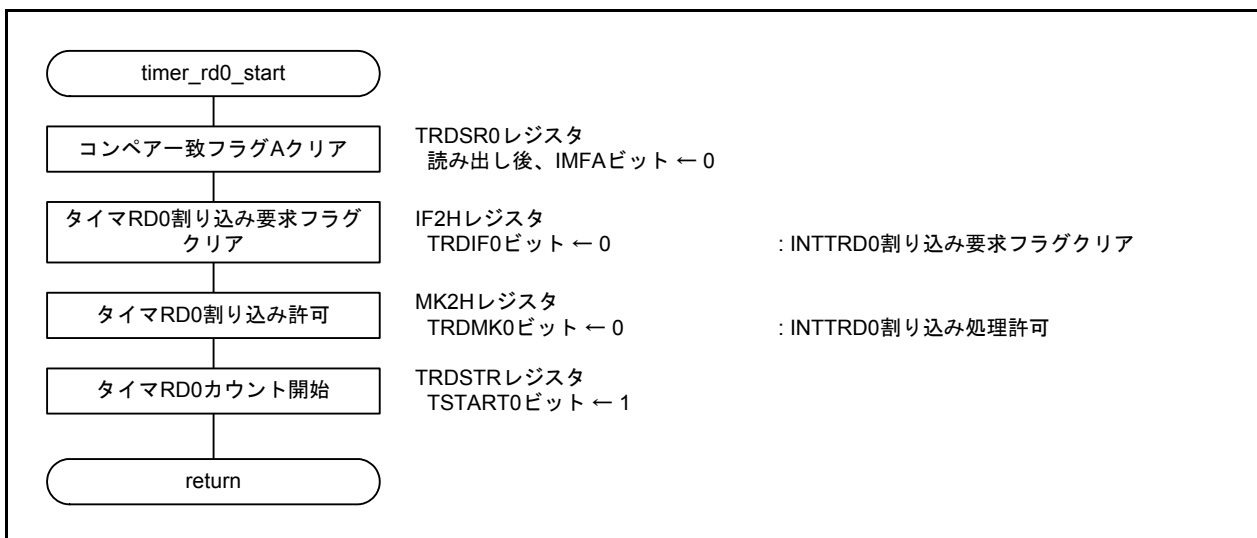 timer_rd0_start
コンペアー致フラグAクリア
TRDSR0レジスタ
読み出し後、IMFAビット ← 0
タイマRD0割り込み要求フラグ
クリア
IF2Hレジスタ
TRDIF0ビット ← 0 : INTTRD0割り込み要求フラグクリア
タイマRD0割り込み許可
MK2Hレジスタ
TRDMK0ビット ← 0 : INTTRD0割り込み処理許可
タイマRD0カウント開始
TRDSTRレジスタ
TSTART0ビット ← 1
return